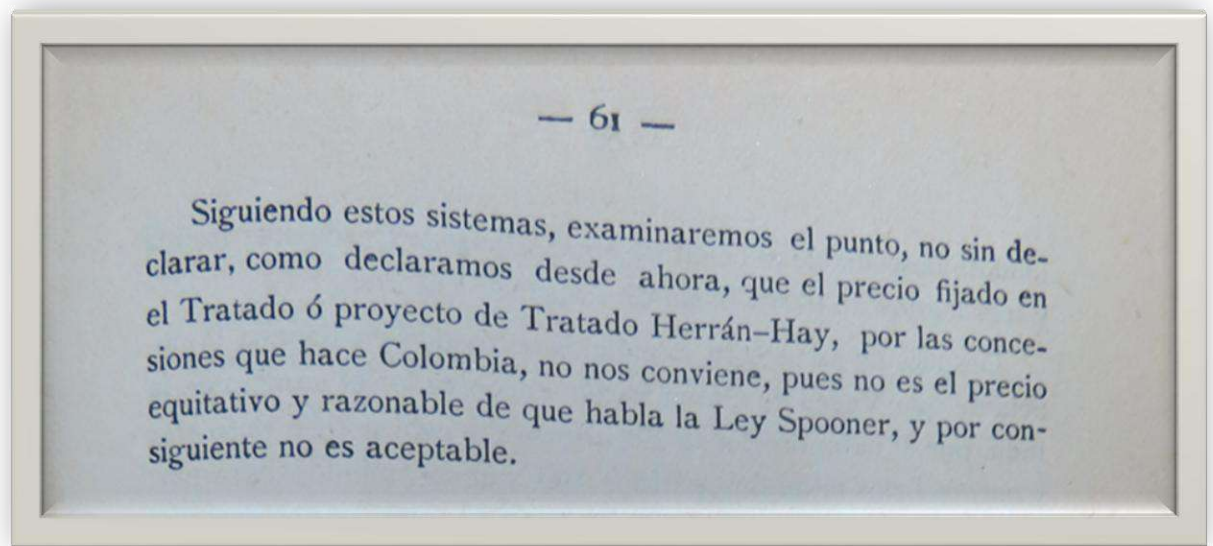 — 61 —
Siguiendo estos sistemas, examinaremos el punto, no sin de-
clarar, como declaramos desde ahora, que el precio fijado en
el Tratado ó proyecto de Tratado Herrán–Hay, por las conce-
siones que hace Colombia, no nos conviene, pues no es el precio
equitativo y razonable de que habla la Ley Spooner, y por con-
siguiente no es aceptable.